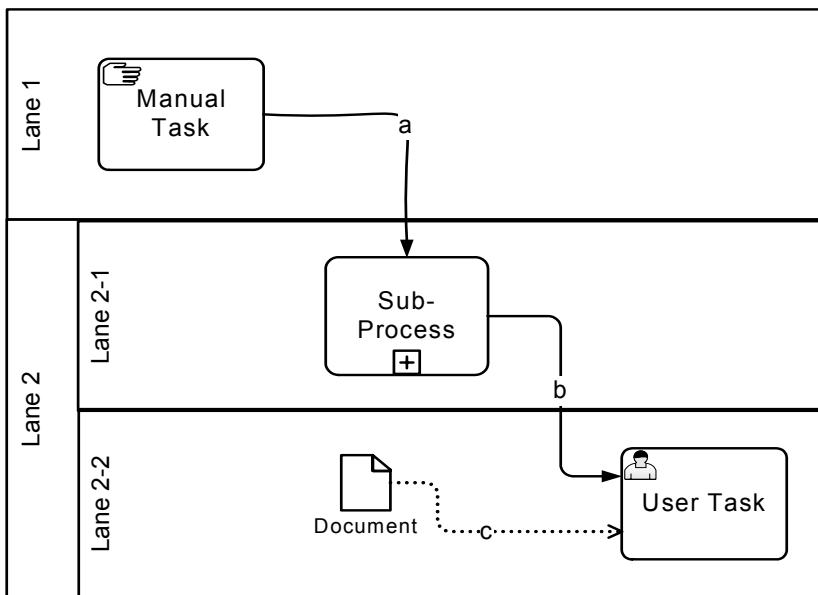 Lane 1
Manual
Task
a
Lane 2
Lane 2-1
Sub-
Process
b
Lane 2-2
Document
c
User Task